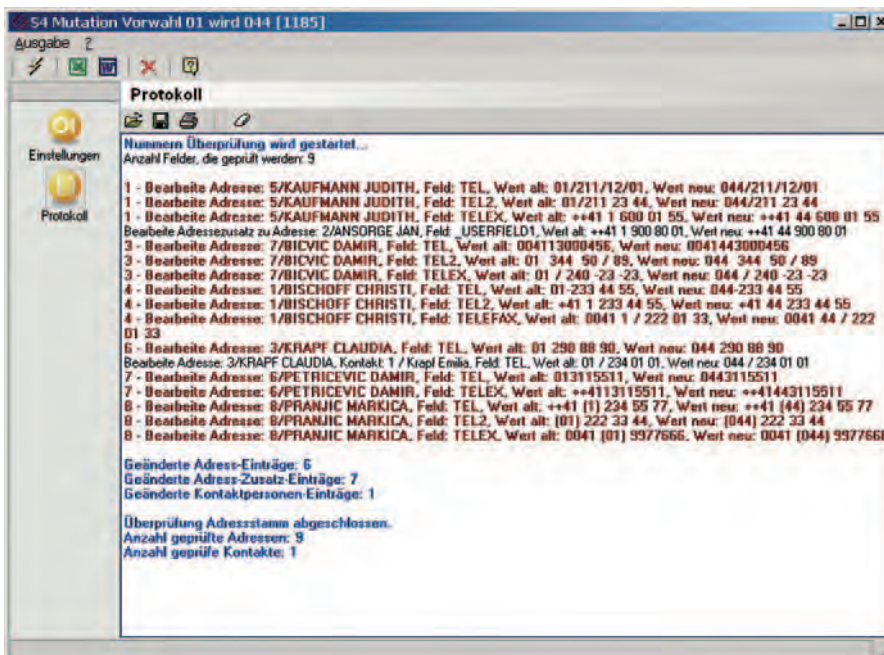 S4 Mutation Vorwahl 01 wird 044 [1185]
Ausgabe ?
Protokoll
Einstellungen
Protokoll
Nummern Überprüfung wird gestartet...
Anzahl Felder, die geprüft werden: 9
1 - Bearbeite Adresse: 5/KAUFMANN JUDITH, Feld: TEL, Wert alt: 01/211/12/01, Wert neu: 044/211/12/01
1 - Bearbeite Adresse: 5/KAUFMANN JUDITH, Feld: TEL2, Wert alt: 01/211 23 44, Wert neu: 044/211 23 44
1 - Bearbeite Adresse: 5/KAUFMANN JUDITH, Feld: TELEX, Wert alt: ++41 1 600 01 55, Wert neu: ++41 44 600 01 55
Bearbeite Adressezusatz zu Adresse: 2/ANSORGE JAN, Feld: _USERFIELD1, Wert alt: ++41 1 900 80 01, Wert neu: ++41 44 900 80 01
3 - Bearbeite Adresse: 7/BICVIC DAMIR, Feld: TEL, Wert alt: 004113000456, Wert neu: 0041443000456
3 - Bearbeite Adresse: 7/BICVIC DAMIR, Feld: TEL2, Wert alt: 01 344 50 / 89, Wert neu: 044 344 50 / 89
3 - Bearbeite Adresse: 7/BICVIC DAMIR, Feld: TELEX, Wert alt: 01 / 240 -23 -23, Wert neu: 044 / 240 -23 -23
4 - Bearbeite Adresse: 1/BISCHOFF CHRISTI, Feld: TEL, Wert alt: 01-233 44 55, Wert neu: 044-233 44 55
4 - Bearbeite Adresse: 1/BISCHOFF CHRISTI, Feld: TEL2, Wert alt: +41 1 233 44 55, Wert neu: +41 44 233 44 55
4 - Bearbeite Adresse: 1/BISCHOFF CHRISTI, Feld: TELEFAX, Wert alt: 0041 1 / 222 01 33, Wert neu: 0041 44 / 222
01 33
6 - Bearbeite Adresse: 3/KRAPF CLAUDIA, Feld: TEL, Wert alt: 01 290 88 90, Wert neu: 044 290 88 90
Bearbeite Adresse: 3/KRAPF CLAUDIA, Kontakt: 1 / Krapf Emilia, Feld: TEL, Wert alt: 01 / 234 01 01, Wert neu: 044 / 234 01 01
7 - Bearbeite Adresse: 6/PETRICEVIC DAMIR, Feld: TEL, Wert alt: 013115511, Wert neu: 0443115511
7 - Bearbeite Adresse: 6/PETRICEVIC DAMIR, Feld: TELEX, Wert alt: ++4113115511, Wert neu: ++41443115511
8 - Bearbeite Adresse: 8/PRANJIC MARKICA, Feld: TEL, Wert alt: ++41 (1) 234 55 77, Wert neu: ++41 (44) 234 55 77
8 - Bearbeite Adresse: 8/PRANJIC MARKICA, Feld: TEL2, Wert alt: (01) 222 33 44, Wert neu: (044) 222 33 44
8 - Bearbeite Adresse: 8/PRANJIC MARKICA, Feld: TELEX, Wert alt: 0041 (01) 9977666, Wert neu: 0041 (044) 9977666
Geänderte Adress-Einträge: 6
Geänderte Adress-Zusatz-Einträge: 7
Geänderte Kontaktpersonen-Einträge: 1
Überprüfung Adressstamm abgeschlossen.
Anzahl geprüfte Adressen: 9
Anzahl geprüfe Kontakte: 1